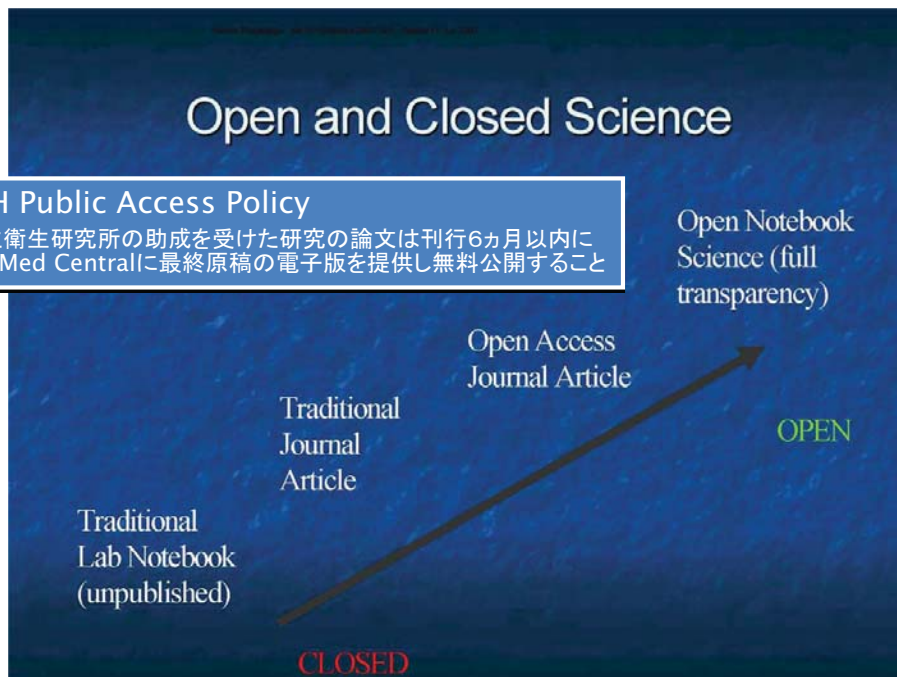 Open and Closed Science
H Public Access Policy
衛生研究所の助成を受けた研究の論文は刊行6ヵ月以内に
Med Centralに最終原稿の電子版を提供し無料公開すること
Open Notebook
Science (full
transparency)
Open Access
Journal Article
Traditional
Journal
Article
OPEN
Traditional
Lab Notebook
(unpublished)
CLOSED